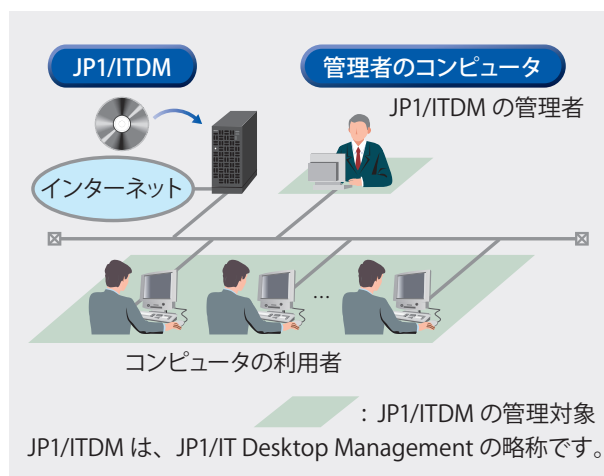 JP1/ITDM
管理者のコンピュータ
JP1/ITDM の管理者
インターネット
...
コンピュータの利用者
: JP1/ITDM の管理対象
JP1/ITDM は、JP1/IT Desktop Management の略称です。